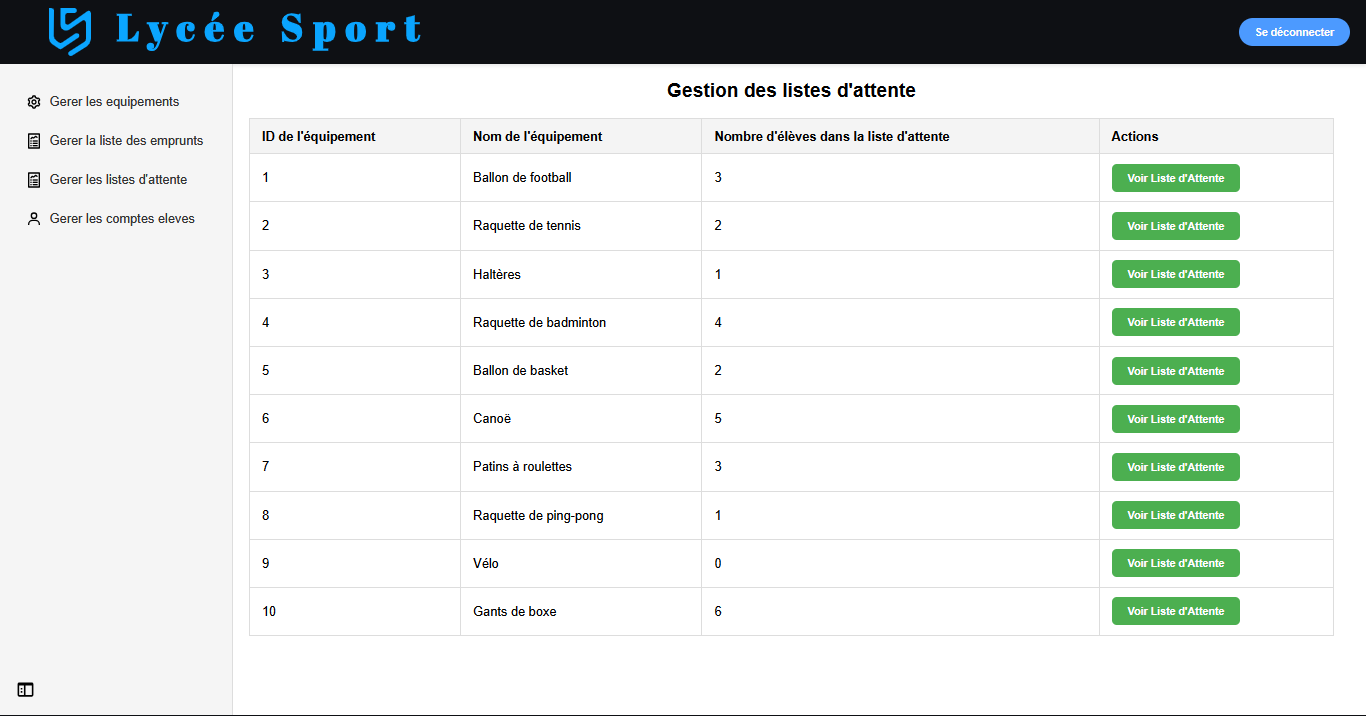 Lycée Sport
Se déconnecter
Gerer les equipements
Gerer la liste des emprunts
Gerer les listes d'attente
Gerer les comptes eleves
Gestion des listes d'attente
ID de l'équipement Nom de l'équipement Nombre d'élèves dans la liste d'attente Actions
1 Ballon de football 3 Voir Liste d'Attente
2 Raquette de tennis 2 Voir Liste d'Attente
3 Haltères 1 Voir Liste d'Attente
4 Raquette de badminton 4 Voir Liste d'Attente
5 Ballon de basket 2 Voir Liste d'Attente
6 Canoë 5 Voir Liste d'Attente
7 Patins à roulettes 3 Voir Liste d'Attente
8 Raquette de ping-pong 1 Voir Liste d'Attente
9 Vélo 0 Voir Liste d'Attente
10 Gants de boxe 6 Voir Liste d'Attente